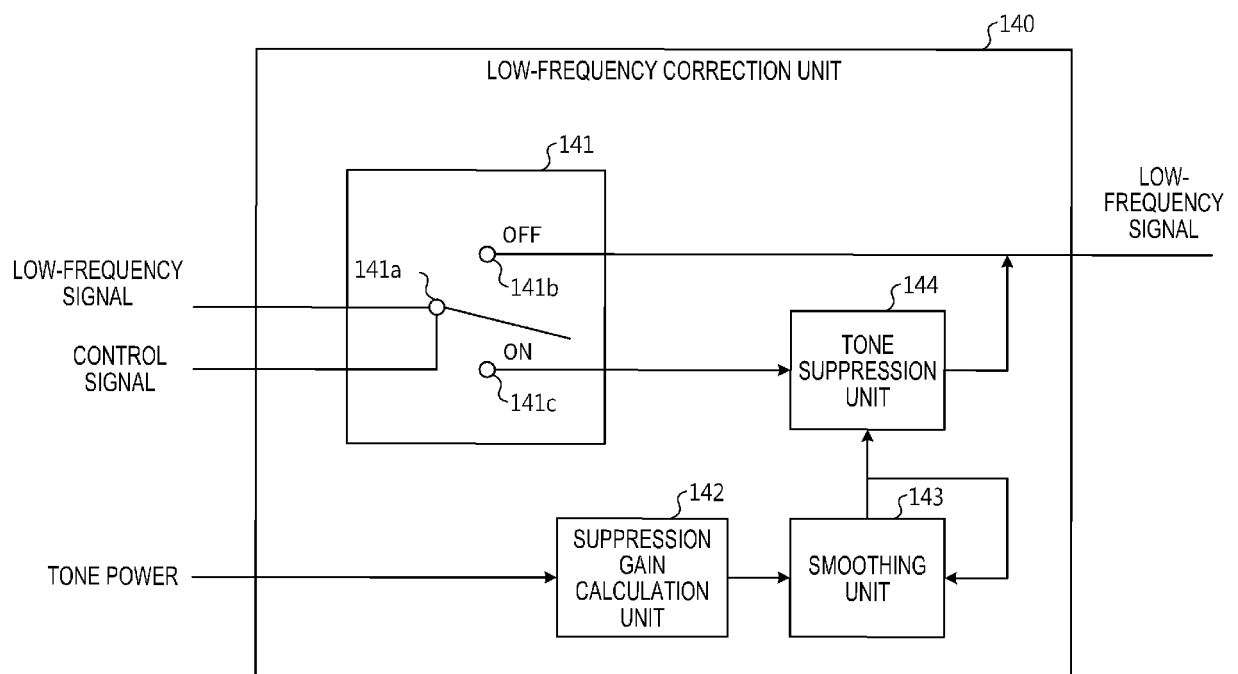 140
LOW-FREQUENCY CORRECTION UNIT
141
LOW-
FREQUENCY
SIGNAL
OFF
141b
LOW-FREQUENCY
SIGNAL
141a
CONTROL
SIGNAL
ON
141c
144
TONE
SUPPRESSION
UNIT
142
143
TONE POWER
SUPPRESSION
GAIN
CALCULATION
UNIT
SMOOTHING
UNIT